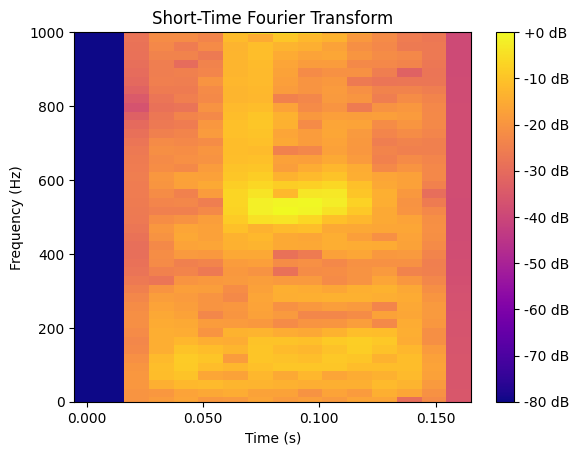 Short-Time Fourier Transform
1000
800
600
400
200
0
Frequency (Hz)
0.000
0.050
0.100
0.150
Time (s)
+0 dB
-10 dB
-20 dB
-30 dB
-40 dB
-50 dB
-60 dB
-70 dB
-80 dB